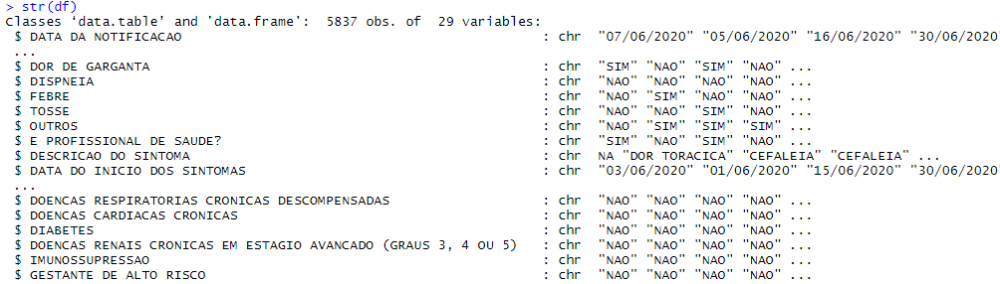 > str(df)
Classes ‘data.table’ and 'data.frame': 5837 obs. of 29 variables:
$ DATA DA NOTIFICACAO : chr "07/06/2020" "05/06/2020" "16/06/2020" "30/06/2020
...
$ DOR DE GARGANTA : chr "SIM" "NAO" "SIM" "NAO" ...
$ DISPNEIA : chr "NAO" "NAO" "NAO" "NAO" ...
$ FEBRE : chr "NAO" "SIM" "NAO" "NAO" ...
$ TOSSE : chr "NAO" "NAO" "SIM" "NAO" ...
$ OUTROS : chr "NAO" "SIM" "SIM" "SIM" ...
$ E PROFISSIONAL DE SAUDE? : chr "SIM" "NAO" "SIM" "NAO" ...
$ DESCRICAO DO SINTOMA : chr NA "DOR TORACICA" "CEFALEIA" "CEFALEIA" ...
$ DATA DO INICIO DOS SINTOMAS : chr "03/06/2020" "01/06/2020" "15/06/2020" "30/06/2020
...
$ DOENCAS RESPIRATORIAS CRONICAS DESCOMPENSADAS : chr "NAO" "NAO" "NAO" "NAO" ...
$ DOENCAS CARDIACAS CRONICAS : chr "NAO" "NAO" "NAO" "NAO" ...
$ DIABETES : chr "NAO" "NAO" "NAO" "NAO" ...
$ DOENCAS RENAIS CRONICAS EM ESTAGIO AVANCADO (GRAUS 3, 4 OU 5) : chr "NAO" "NAO" "NAO" "NAO" ...
$ IMUNOSSUPRESSAO : chr "NAO" "NAO" "NAO" "NAO" ...
$ GESTANTE DE ALTO RISCO : chr "NAO" "NAO" "NAO" "NAO" ...